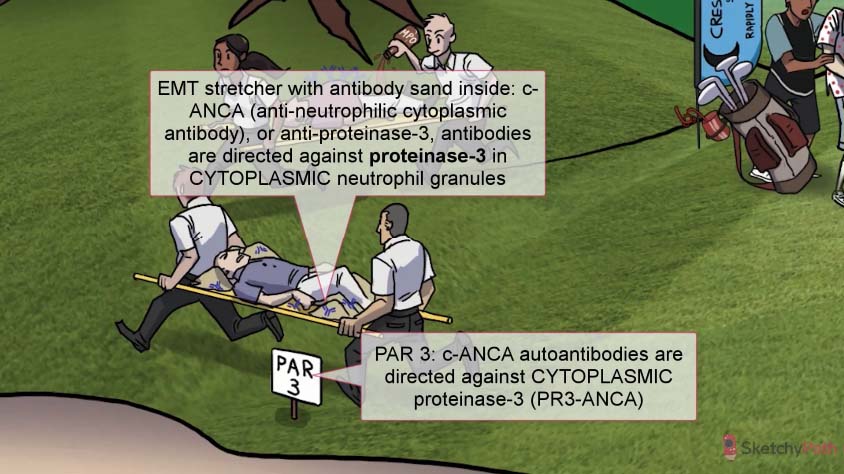 CRES
RAPIDLY
MPO
EMT stretcher with antibody sand inside: c-
ANCA (anti-neutrophilic cytoplasmic
antibody), or anti-proteinase-3, antibodies
are directed against proteinase-3 in
CYTOPLASMIC neutrophil granules
PAR
3
PAR 3: c-ANCA autoantibodies are
directed against CYTOPLASMIC
proteinase-3 (PR3-ANCA)
SketchyPath